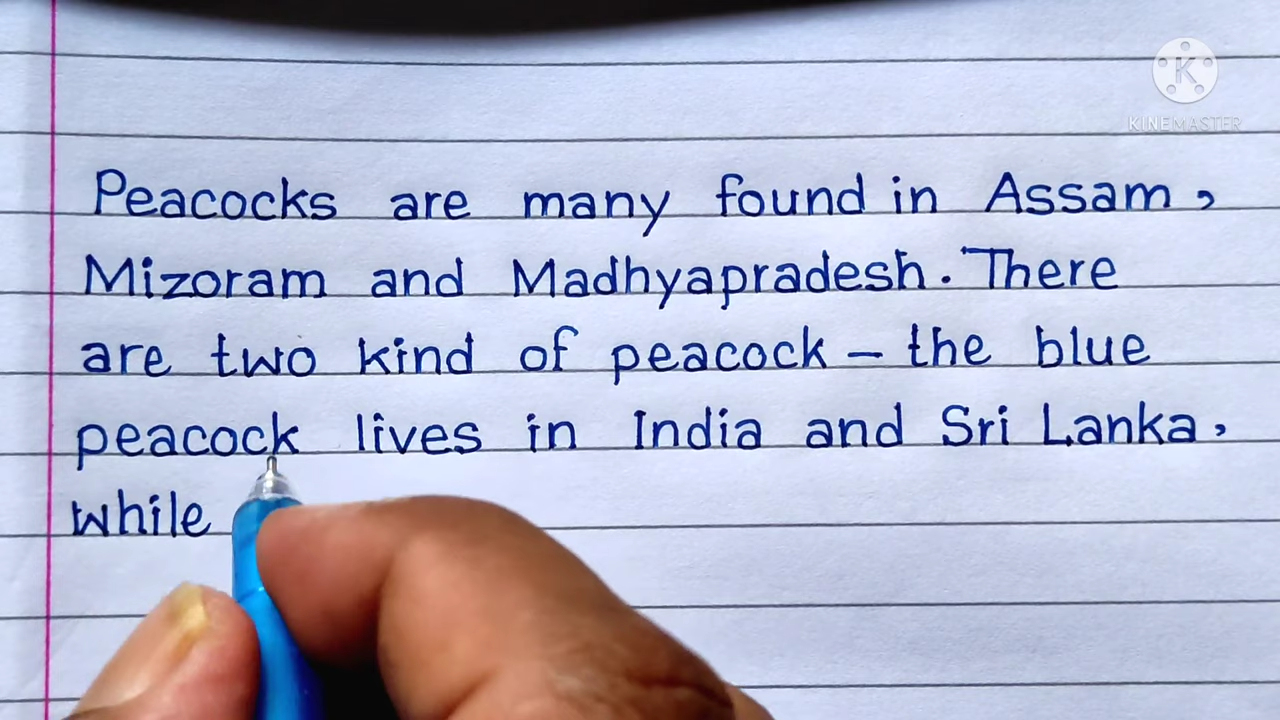 KINEMASTER
Peacocks are many found in Assam,
Mizoram and Madhyapradesh. There
are two kind of peacock - the blue
peacock lives in India and Sri Lanka,
while